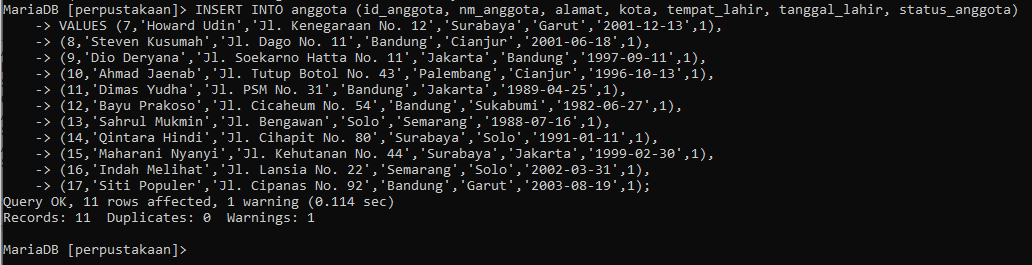 MariaDB [perpustakaan]> INSERT INTO anggota (id_anggota, nm_anggota, alamat, kota, tempat_lahir, tanggal_lahir, status_anggota)
    -> VALUES (7,'Howard Udin','Jl. Kenegaraan No. 12','Surabaya','Garut','2001-12-13',1),
    -> (8,'Steven Kusumah','Jl. Dago No. 11','Bandung','Cianjur','2001-06-18',1),
    -> (9,'Dio Deryana','Jl. Soekarno Hatta No. 11','Jakarta','Bandung','1997-09-11',1),
    -> (10,'Ahmad Jaenab','Jl. Tutup Botol No. 43','Palembang','Cianjur','1996-10-13',1),
    -> (11,'Dimas Yudha','Jl. PSM No. 31','Bandung','Jakarta','1989-04-25',1),
    -> (12,'Bayu Prakoso','Jl. Cicaheum No. 54','Bandung','Sukabumi','1982-06-27',1),
    -> (13,'Sahrul Mukmin','Jl. Bengawan','Solo','Semarang','1988-07-16',1),
    -> (14,'Qintara Hindi','Jl. Cihapit No. 80','Surabaya','Solo','1991-01-11',1),
    -> (15,'Maharani Nyanyi','Jl. Kehutanan No. 44','Surabaya','Jakarta','1999-02-30',1),
    -> (16,'Indah Melihat','Jl. Lansia No. 22','Semarang','Solo','2002-03-31',1),
    -> (17,'Siti Populer','Jl. Cipanas No. 92','Bandung','Garut','2003-08-19',1);
Query OK, 11 rows affected, 1 warning (0.114 sec)
Records: 11  Duplicates: 0  Warnings: 1
MariaDB [perpustakaan]>